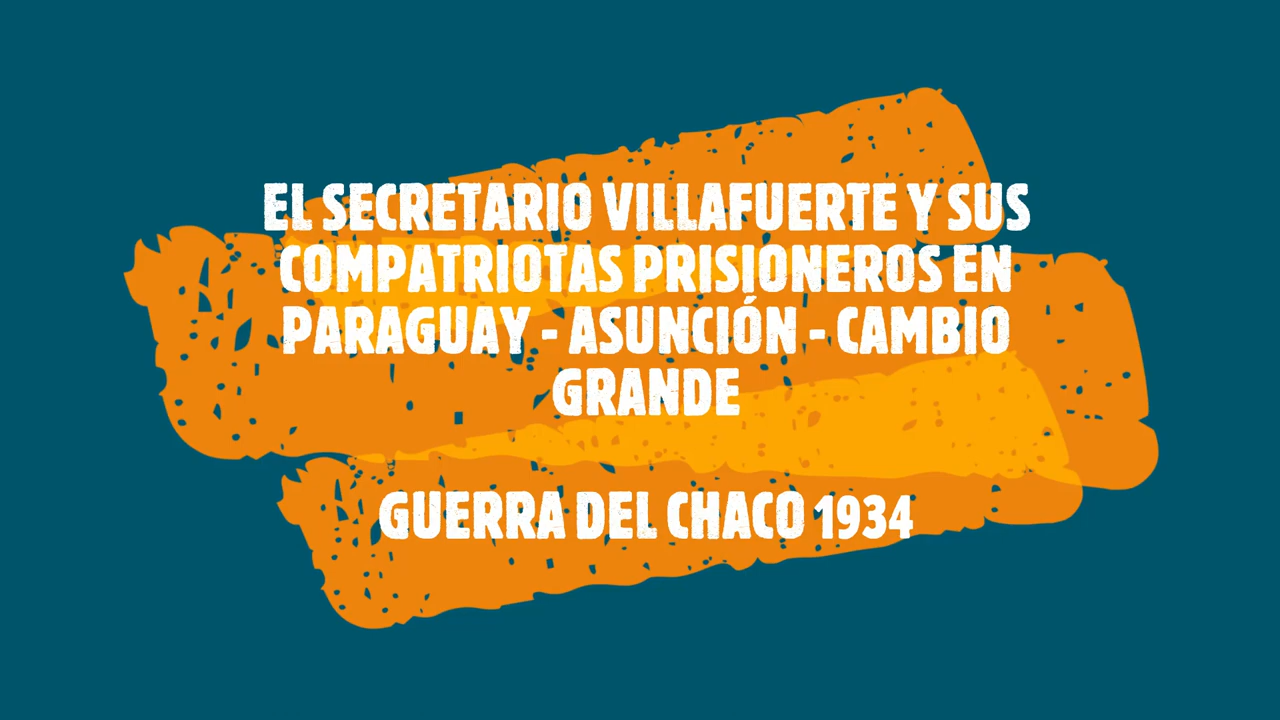 EL SECRETARIO VILLAFUERTE Y SUS
COMPATRIOTAS PRISIONEROS EN
PARAGUAY - ASUNCIÓN - CAMBIO
GRANDE
GUERRA DEL CHACO 1934